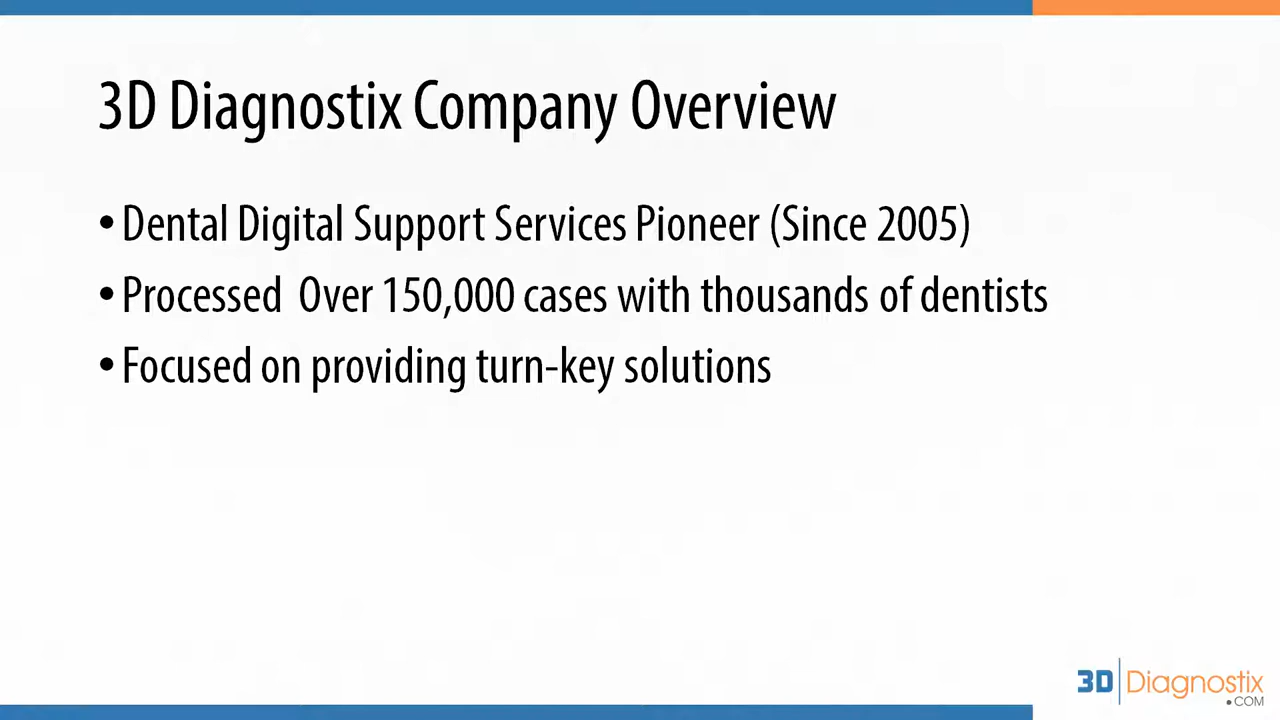 3D Diagnostix Company Overview
• Dental Digital Support Services Pioneer (Since 2005)
• Processed  Over 150,000 cases with thousands of dentists
• Focused on providing turn-key solutions
3D Diagnostix
.COM